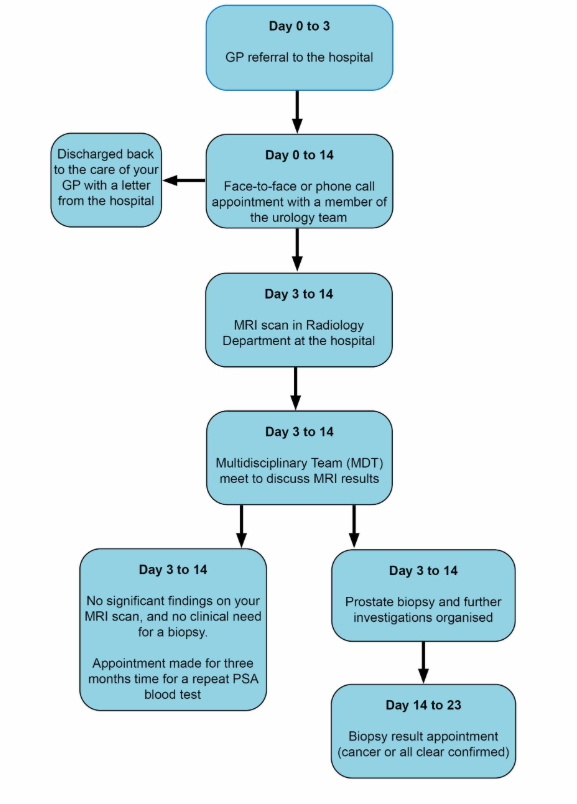 Day 0 to 3
GP referral to the hospital
Discharged back
to the care of your
GP with a letter
from the hospital
Day 0 to 14
Face-to-face or phone call
appointment with a member of
the urology team
Day 3 to 14
MRI scan in Radiology
Department at the hospital
Day 3 to 14
Multidisciplinary Team (MDT)
meet to discuss MRI results
Day 3 to 14
No significant findings on your
MRI scan, and no clinical need
for a biopsy.
Appointment made for three
months time for a repeat PSA
blood test
Day 3 to 14
Prostate biopsy and further
investigations organised
Day 14 to 23
Biopsy result appointment
(cancer or all clear confirmed)